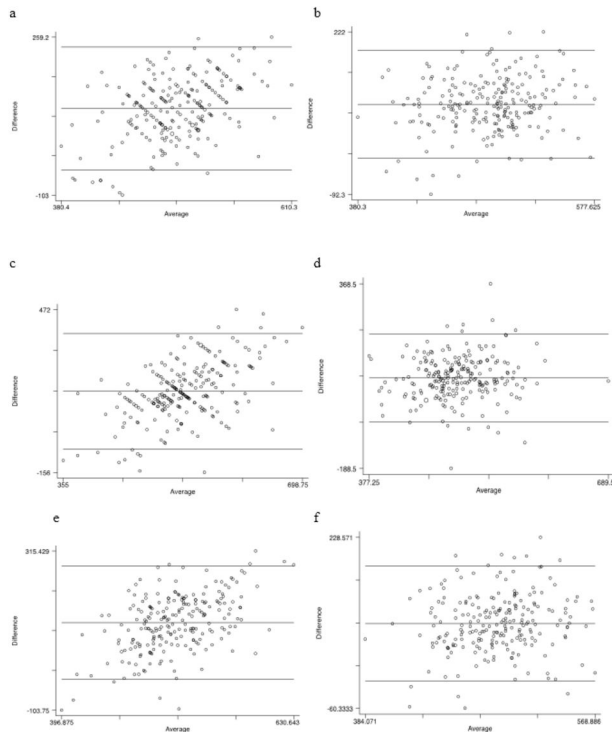 a
259.2
Difference
-103
380.4
610.3
Average
b
222
Difference
-92.3
380.3
577.625
Average
c
472
Difference
-156
355
698.75
Average
d
368.5
Difference
-188.5
377.25
689.5
Average
e
315.429
Difference
-103.75
396.875
630.643
Average
f
228.571
Difference
-60.3333
384.071
568.886
Average